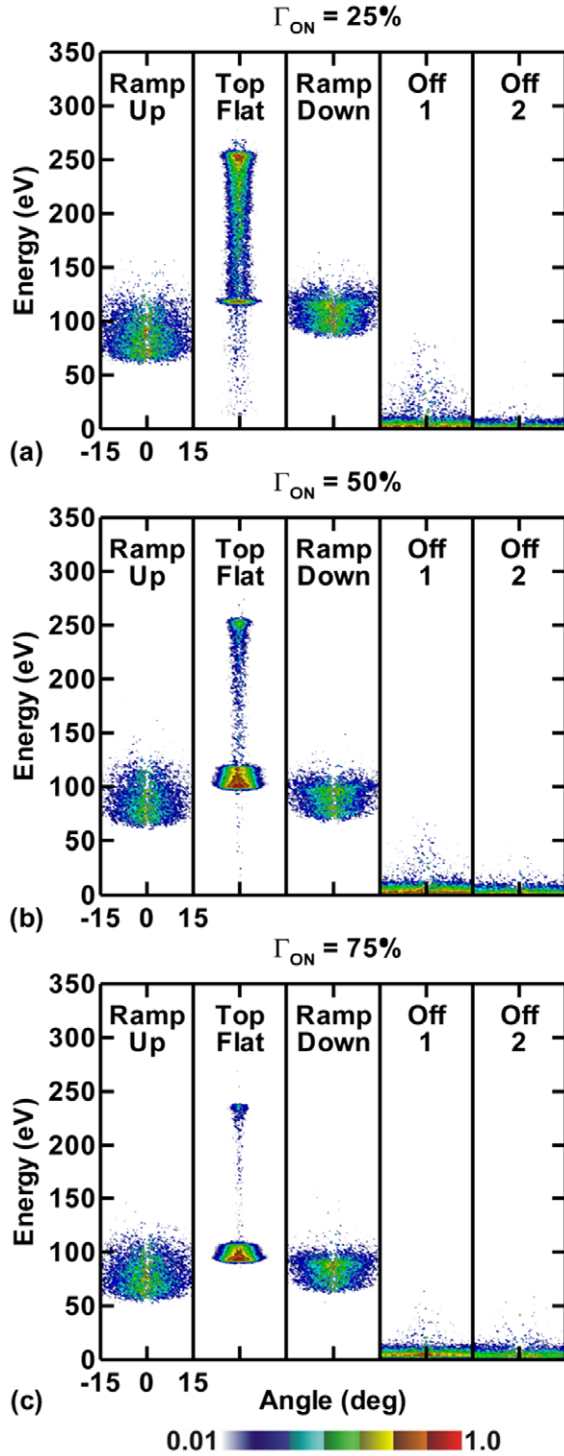 ΓON = 25%
350
300
250
200
150
100
50
0
Energy (eV)
Ramp Up
Top Flat
Ramp Down
Off 1
Off 2
(a)
-15 0 15
ΓON = 50%
350
300
250
200
150
100
50
0
Energy (eV)
Ramp Up
Top Flat
Ramp Down
Off 1
Off 2
(b)
-15 0 15
ΓON = 75%
350
300
250
200
150
100
50
0
Energy (eV)
Ramp Up
Top Flat
Ramp Down
Off 1
Off 2
(c)
-15 0 15
Angle (deg)
0.01 1.0